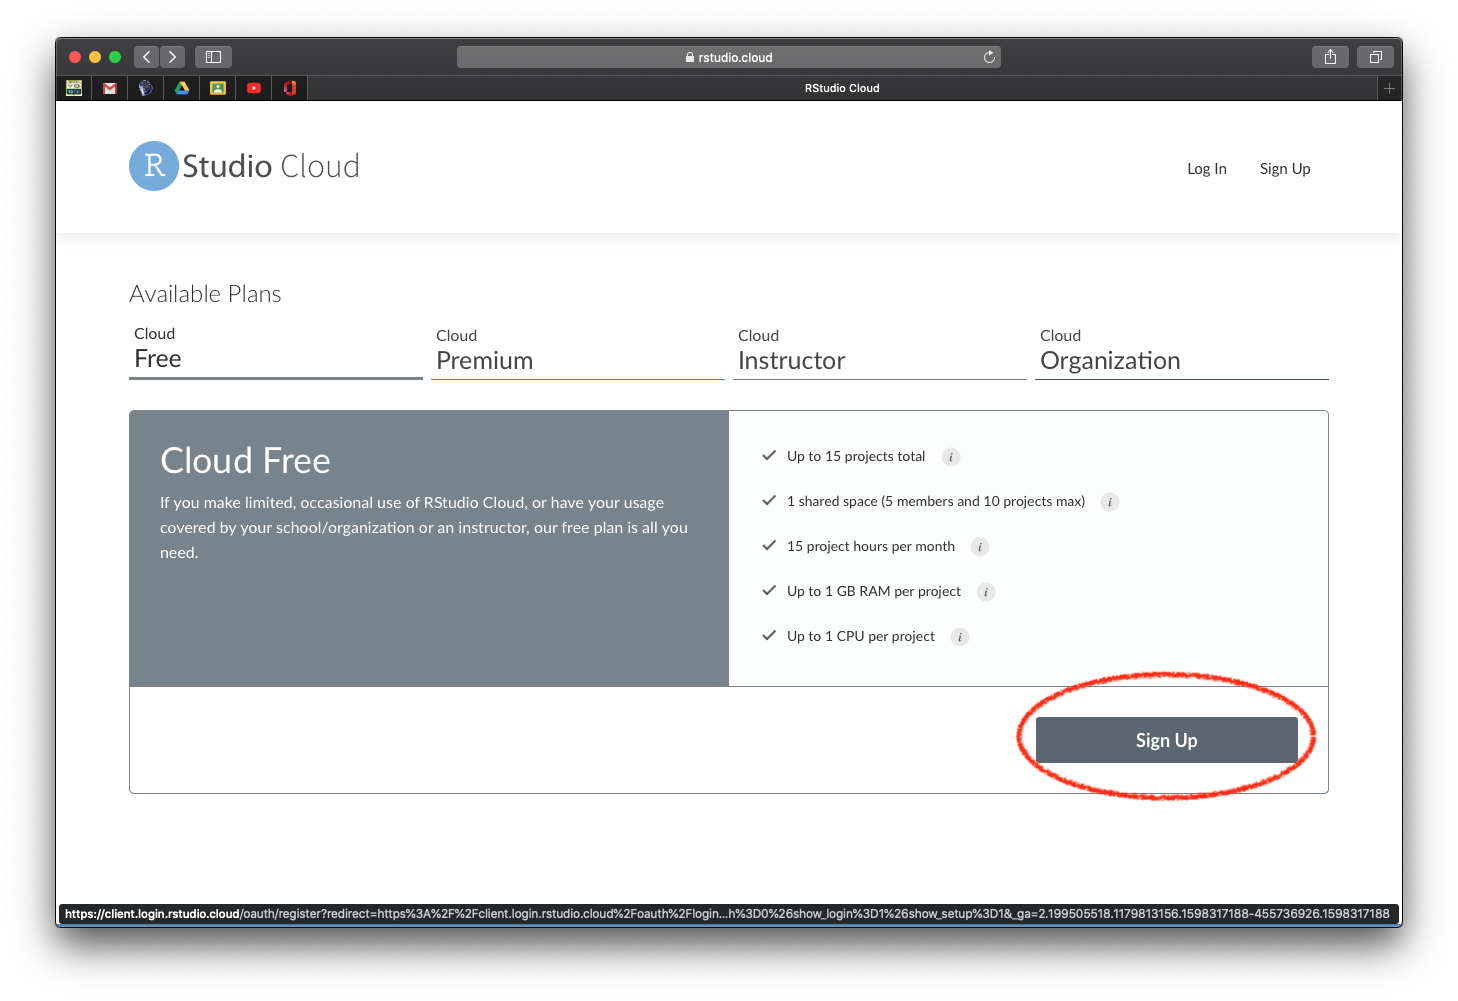 rstudio.cloud
RStudio Cloud
R Studio Cloud
Log In
Sign Up
Available Plans
Cloud
Free
Cloud
Premium
Cloud
Instructor
Cloud
Organization
Cloud Free
If you make limited, occasional use of RStudio Cloud, or have your usage
covered by your school/organization or an instructor, our free plan is all you
need.
Up to 15 projects total i
1 shared space (5 members and 10 projects max) i
15 project hours per month i
Up to 1 GB RAM per project i
Up to 1 CPU per project i
Sign Up
https://client.login.rstudio.cloud/oauth/register?redirect=https%3A%2F%2Fclient.login.rstudio.cloud%2Foauth%2Flogin...h%3D0%26show_login%3D1%26show_setup%3D1&_ga=2.199505518.1179813156.1598317188-455736926.1598317188